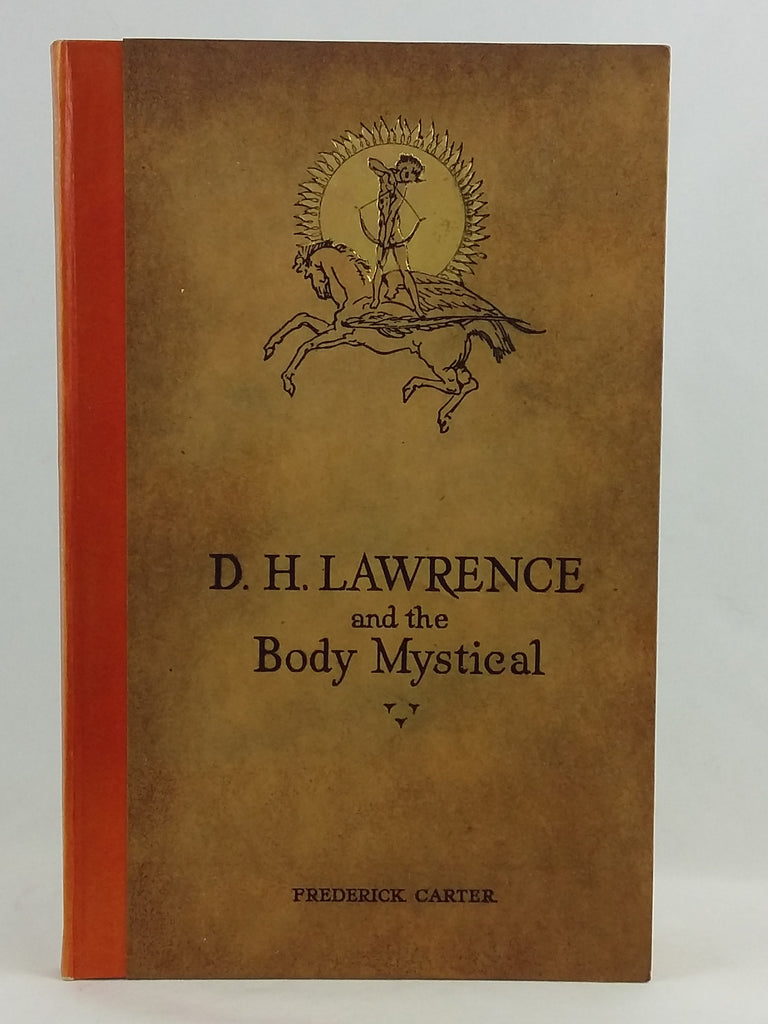 D. H. LAWRENCE
and the
Body Mystical
FREDERICK CARTER